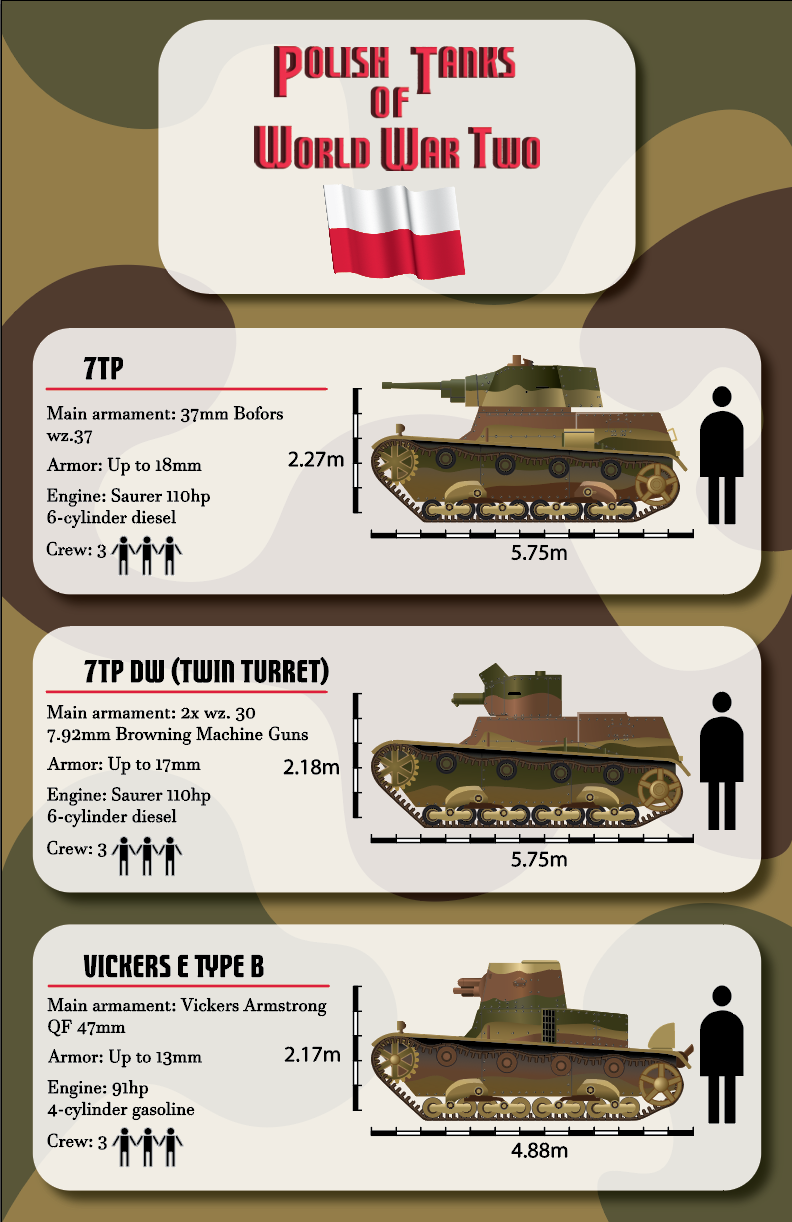 Polish Tanks
of
World War Two
7TP
Main armament: 37mm Bofors
wz.37
Armor: Up to 18mm
Engine: Saurer 110hp
6-cylinder diesel
Crew: 3
2.27m
5.75m
7TP DW (TWIN TURRET)
Main armament: 2x wz. 30
7.92mm Browning Machine Guns
Armor: Up to 17mm
Engine: Saurer 110hp
6-cylinder diesel
Crew: 3
2.18m
5.75m
VICKERS E TYPE B
Main armament: Vickers Armstrong
QF 47mm
Armor: Up to 13mm
Engine: 91hp
4-cylinder gasoline
Crew: 3
2.17m
4.88m